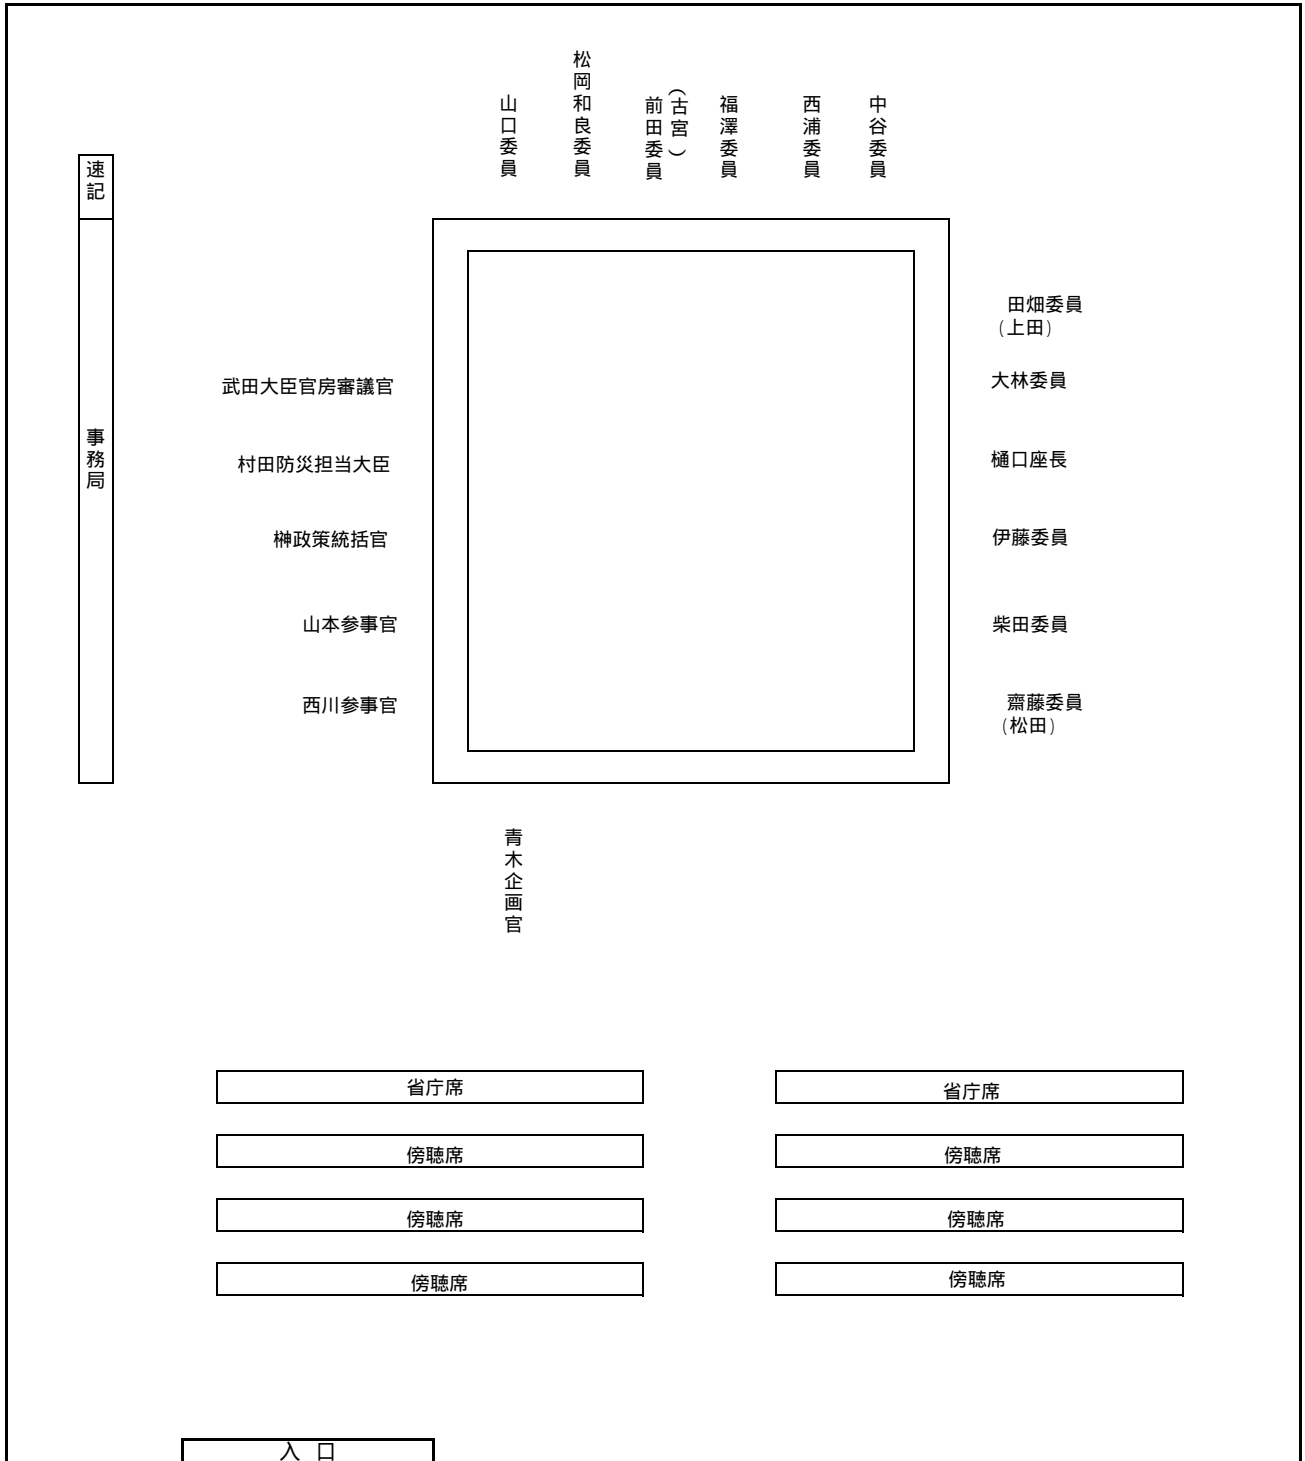 山口委員
松岡和良委員
前田委員
（古宮）
福澤委員
西浦委員
中谷委員
速記
事務局
武田大臣官房審議官
村田防災担当大臣
榊政策統括官
山本参事官
西川参事官
田畑委員
（上田）
大林委員
樋口座長
伊藤委員
柴田委員
齋藤委員
（松田）
青木企画官
省庁席
省庁席
傍聴席
傍聴席
傍聴席
傍聴席
傍聴席
傍聴席
入口